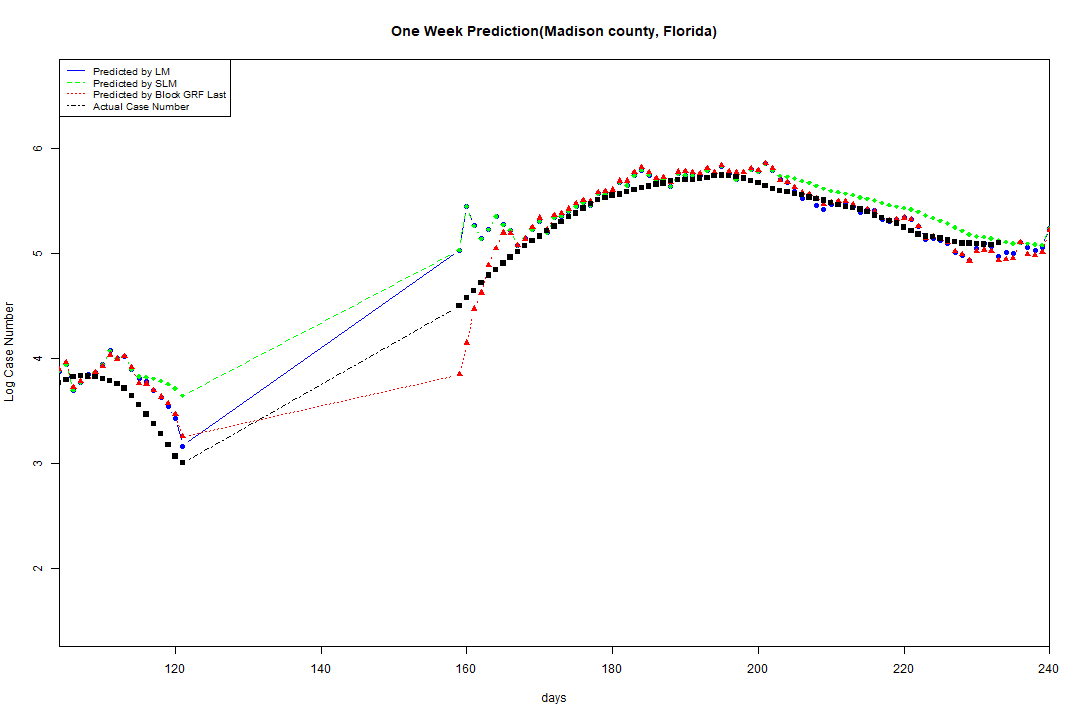 One Week Prediction(Madison county, Florida)
Predicted by LM
Predicted by SLM
Predicted by Block GRF Last
Actual Case Number
6
5
4
3
2
Log Case Number
120 140 160 180 200 220 240
days